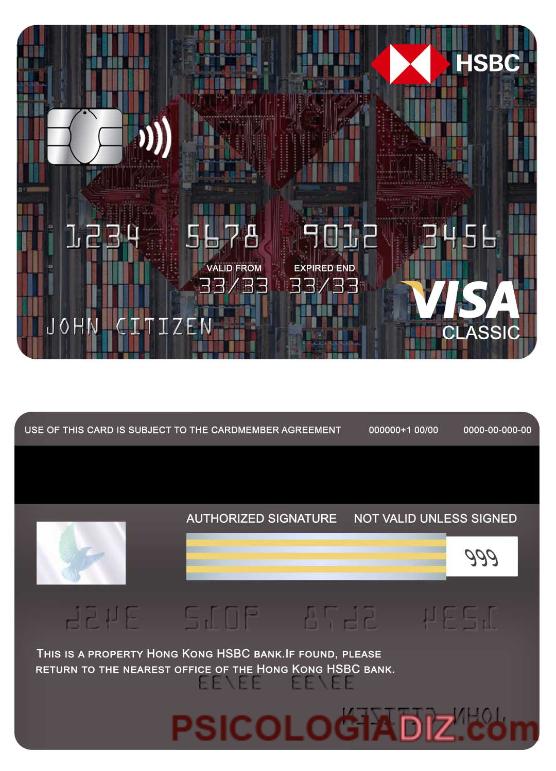 HSBC
1234 5678 9012 3456
VALID FROM EXPIRED END
33/33 33/33
VISA
JOHN CITIZEN
CLASSIC
USE OF THIS CARD IS SUBJECT TO THE CARDMEMBER AGREEMENT 000000+1 00/00 0000-00-000-00
AUTHORIZED SIGNATURE NOT VALID UNLESS SIGNED
999
THIS IS A PROPERTY HONG KONG HSBC BANK.IF FOUND, PLEASE
RETURN TO THE NEAREST OFFICE OF THE HONG KONG HSBC BANK.
PSICOLOGIADIZ.com